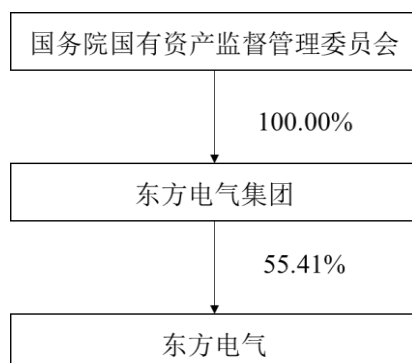 国务院国有资产监督管理委员会
100.00%
东方电气集团
55.41%
东方电气